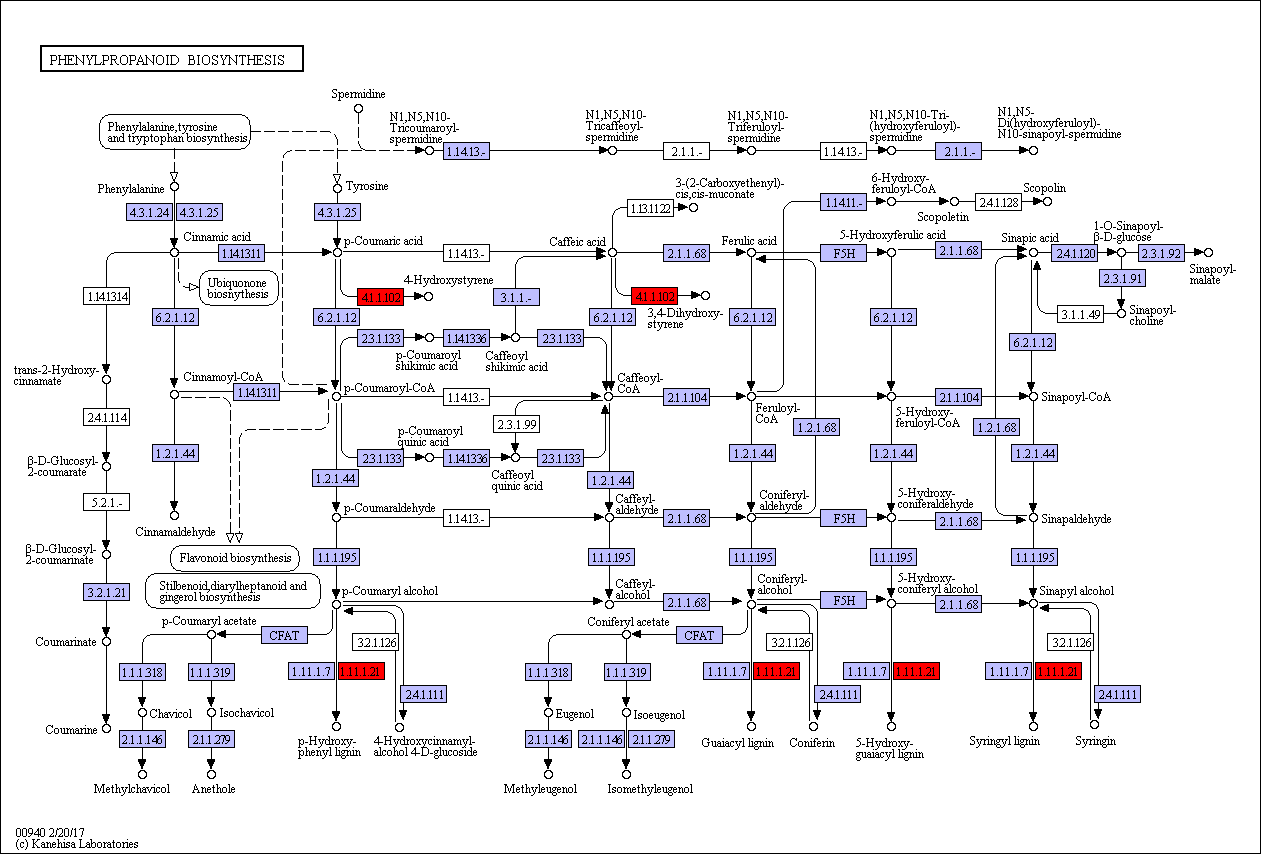 PHENYLPROPANOID BIOSYNTHESIS
Spermidine
N1,N5,N10-
Tricoumaroyl-
spermidine
N1,N5,N10-
Tricaffeoyl-
spermidine
N1,N5,N10-
Triferuloyl-
spermidine
N1,N5,N10-Tri-
(hydroxyferuloyl)-
spermidine
N1,N5-
Di(hydroxyferuloyl)-
N10-sinapoyl-spermidine
Phenylalanine,tyrosine
and tryptophan biosynthesis
1.14.13.-
2.1.1.-
1.14.13.-
2.1.1.-
Phenylalanine
Tyrosine
3-(2-Carboxyethenyl)-
cis,cis-muconate
6-Hydroxy-
feruloyl-CoA
Scopolin
4.3.1.24
4.3.1.25
4.3.1.25
1.13.11.22
1.14.11.-
Scopoletin
2.4.1.128
Cinnamic acid
p-Coumaric acid
Caffeic acid
Ferulic acid
5-Hydroxyferulic acid
Sinapic acid
1-O-Sinapoyl-
β-D-glucose
1.14.13.11
1.14.13.-
2.1.1.68
F5H
2.1.1.68
2.4.1.120
2.3.1.92
Sinapoyl-
malate
Ubiquonone
biosnythesis
4-Hydroxystyrene
2.3.1.91
1.14.13.14
4.1.1.102
3.1.1.-
4.1.1.102
3,4-Dihydroxy-
styrene
3.1.1.49
Sinapoyl-
choline
6.2.1.12
6.2.1.12
6.2.1.12
6.2.1.12
6.2.1.12
6.2.1.12
2.3.1.133
1.14.13.36
2.3.1.133
p-Coumaroyl
shikimic acid
Caffeoyl
shikimic acid
trans-2-Hydroxy-
cinnamate
Cinnamoyl-CoA
p-Coumaroyl-CoA
Caffeoyl-
CoA
1.14.13.11
1.14.13.-
2.1.1.104
Feruloyl-
CoA
2.1.1.104
5-Hydroxy-
feruloyl-CoA
Sinapoyl-CoA
2.4.1.114
2.3.1.99
1.2.1.68
1.2.1.68
p-Coumaroyl
quinic acid
1.2.1.44
2.3.1.133
1.14.13.36
2.3.1.133
1.2.1.44
1.2.1.44
1.2.1.44
β-D-Glucosyl-
2-coumarate
1.2.1.44
Caffeoyl
quinic acid
1.2.1.44
5.2.1.-
Cinnamaldehyde
p-Coumaraldehyde
1.14.13.-
Caffeyl-
aldehyde
2.1.1.68
Coniferyl-
aldehyde
F5H
5-Hydroxy-
coniferaldehyde
2.1.1.68
Sinapaldehyde
β-D-Glucosyl-
2-coumarinate
Flavonoid biosynthesis
1.1.1.195
1.1.1.195
1.1.1.195
1.1.1.195
1.1.1.195
Stilbenoid,diarylheptanoid and
gingerol biosynthesis
3.2.1.21
p-Coumaryl alcohol
Caffeyl-
alcohol
2.1.1.68
Coniferyl-
alcohol
F5H
5-Hydroxy-
coniferyl alcohol
2.1.1.68
Sinapyl alcohol
p-Coumaryl acetate
CFAT
Coniferyl acetate
CFAT
Coumarinate
3.2.1.126
3.2.1.126
3.2.1.126
1.1.1.318
1.1.1.319
1.11.1.7
1.11.1.21
1.1.1.318
1.1.1.319
1.11.1.7
1.11.1.21
1.11.1.7
1.11.1.21
1.11.1.7
1.11.1.21
2.4.1.111
2.4.1.111
2.4.1.111
Chavicol
Isochavicol
Eugenol
Isoeugenol
Coumarine
2.1.1.146
2.1.1.279
p-Hydroxy-
phenyl lignin
4-Hydroxycinnamyl-
alcohol 4-D-glucoside
2.1.1.146
2.1.1.146
2.1.1.279
Guaiacyl lignin
Coniferin
5-Hydroxy-
guaiacyl lignin
Syringyl lignin
Syringin
Methylchavicol
Anethole
Methyleugenol
Isomethyleugenol
00940 2/20/17
(c) Kanehisa Laboratories